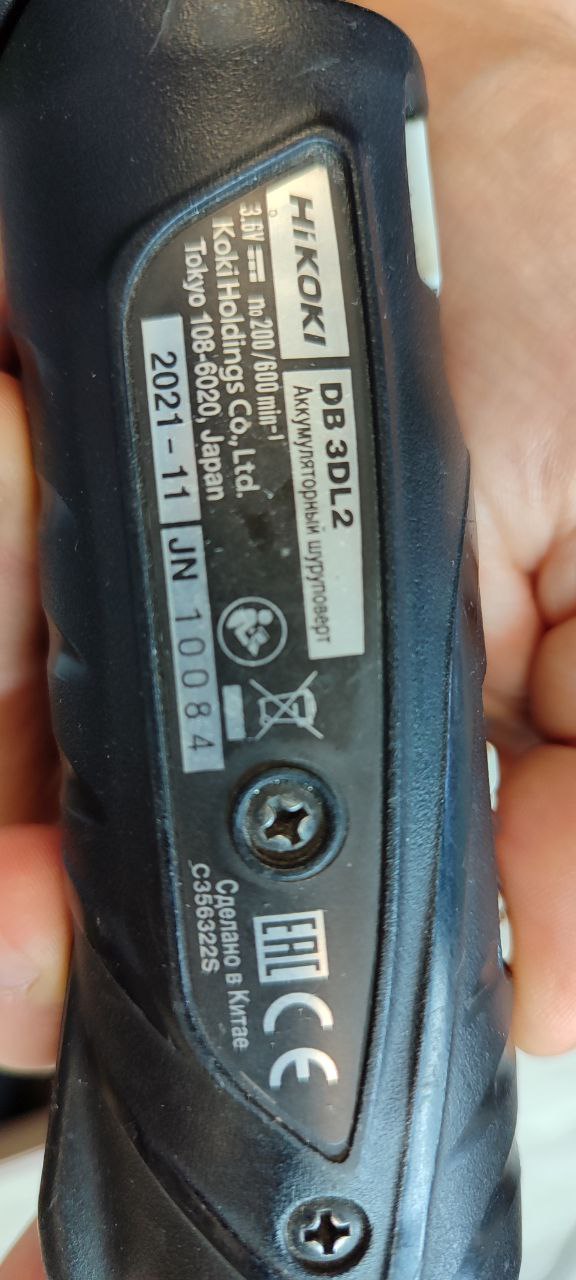 HiKOKI
DB 3DL2
Аккумуляторный шуруповерт
3.6V n₀ 200/600 min⁻¹
Koki Holdings Co., Ltd.
Tokyo 108-6020, Japan
2021-11 JN 10084
Сделано в Китае
C356322S
EAC
CE